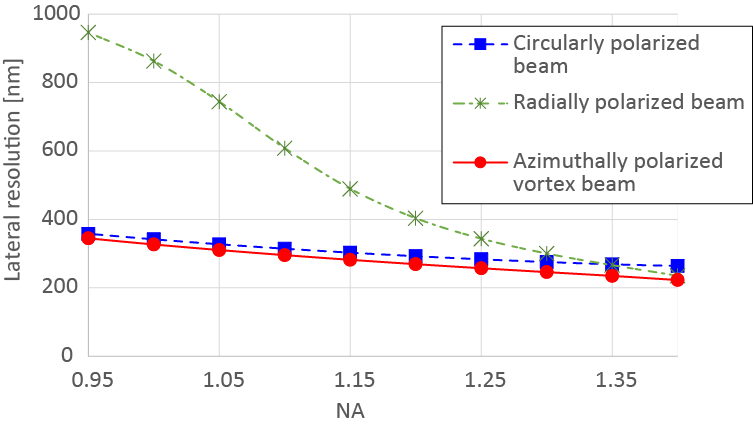 1000
800
600
400
200
0
Lateral resolution [nm]
0.95
1.05
1.15
1.25
1.35
NA
Circularly polarized
beam
Radially polarized beam
Azimuthally polarized
vortex beam